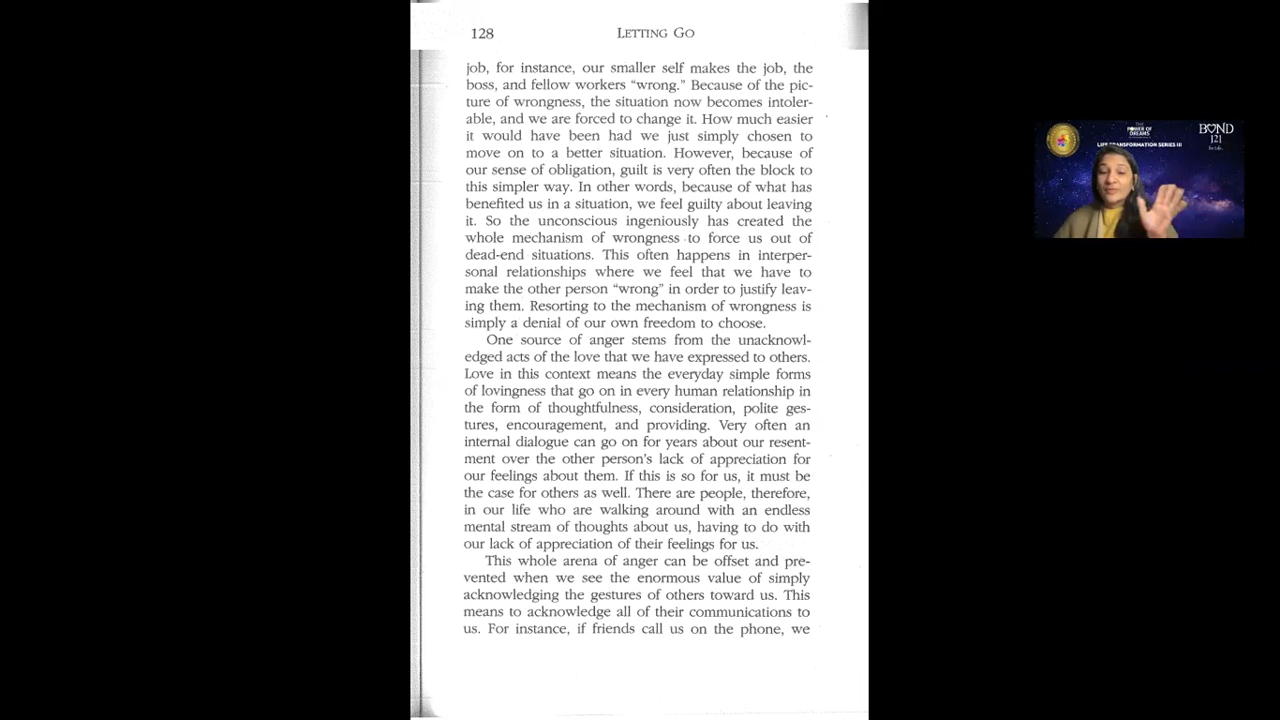 128 LETTING GO
job, for instance, our smaller self makes the job, the
boss, and fellow workers “wrong.” Because of the pic-
ture of wrongness, the situation now becomes intoler-
able, and we are forced to change it. How much easier
it would have been had we just simply chosen to
move on to a better situation. However, because of
our sense of obligation, guilt is very often the block to
this simpler way. In other words, because of what has
benefited us in a situation, we feel guilty about leaving
it. So the unconscious ingeniously has created the
whole mechanism of wrongness to force us out of
dead-end situations. This often happens in interper-
sonal relationships where we feel that we have to
make the other person “wrong” in order to justify leav-
ing them. Resorting to the mechanism of wrongness is
simply a denial of our own freedom to choose.
One source of anger stems from the unacknowl-
edged acts of the love that we have expressed to others.
Love in this context means the everyday simple forms
of lovingness that go on in every human relationship in
the form of thoughtfulness, consideration, polite ges-
tures, encouragement, and providing. Very often an
internal dialogue can go on for years about our resent-
ment over the other person’s lack of appreciation for
our feelings about them. If this is so for us, it must be
the case for others as well. There are people, therefore,
in our life who are walking around with an endless
mental stream of thoughts about us, having to do with
our lack of appreciation of their feelings for us.
This whole arena of anger can be offset and pre-
vented when we see the enormous value of simply
acknowledging the gestures of others toward us. This
means to acknowledge all of their communications to
us. For instance, if friends call us on the phone, we
THE
POWER OF
DREAMS
LIFE TRANSFORMATION SERIES III
BOND
121